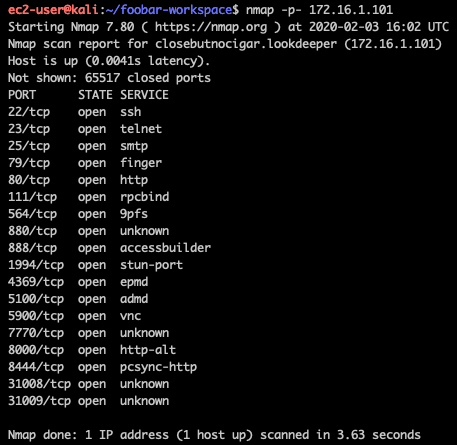 ec2-user@kali:~/foobar-workspace$ nmap -p- 172.16.1.101
Starting Nmap 7.80 ( https://nmap.org ) at 2020-02-03 16:02 UTC
Nmap scan report for closebutnocigar.lookdeeper (172.16.1.101)
Host is up (0.0041s latency).
Not shown: 65517 closed ports
PORT      STATE SERVICE
22/tcp    open  ssh
23/tcp    open  telnet
25/tcp    open  smtp
79/tcp    open  finger
80/tcp    open  http
111/tcp   open  rpcbind
564/tcp   open  9pfs
880/tcp   open  unknown
888/tcp   open  accessbuilder
1994/tcp  open  stun-port
4369/tcp  open  epmd
5100/tcp  open  admd
5900/tcp  open  vnc
7770/tcp  open  unknown
8000/tcp  open  http-alt
8444/tcp  open  pcsync-http
31008/tcp open  unknown
31009/tcp open  unknown
Nmap done: 1 IP address (1 host up) scanned in 3.63 seconds